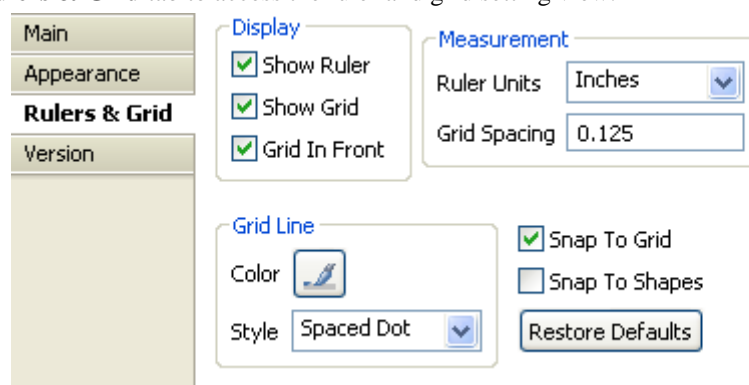 Main
Appearance
Rulers & Grid
Version
Display
Show Ruler
Show Grid
Grid In Front
Measurement
Ruler Units Inches
Grid Spacing 0.125
Grid Line
Color
Style Spaced Dot
Snap To Grid
Snap To Shapes
Restore Defaults